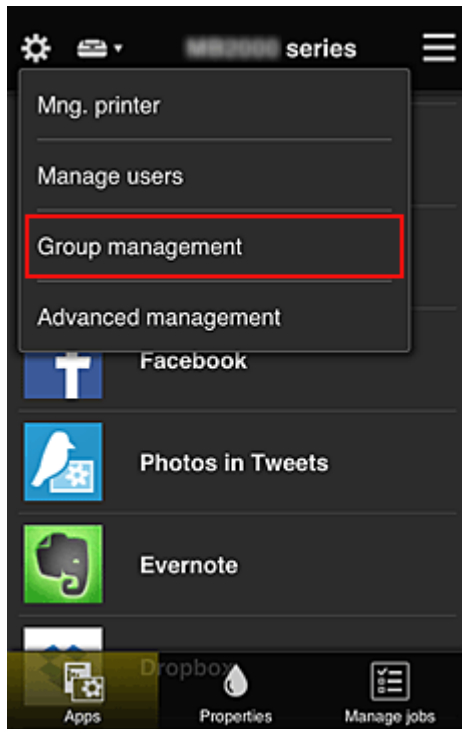 series
Mng. printer
Manage users
Group management
Advanced management
Facebook
Photos in Tweets
Evernote
Dropbox
Apps
Properties
Manage jobs